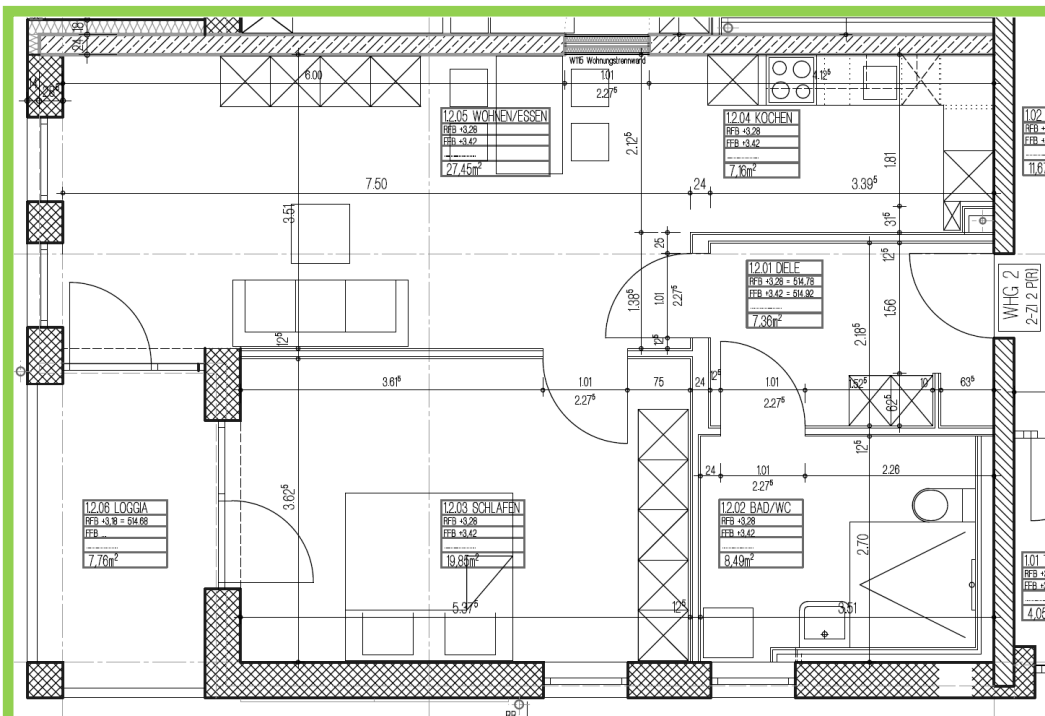 18
24
W115 Wohnungstrennwand
6.00
1.01
2.27⁵
4.12⁵
1.2.05 WOHNEN/ESSEN
RFB +3,28
FFB +3,42
27,45m²
1.2.04 KOCHEN
RFB +3,28
FFB +3,42
7,16m²
2.12⁵
1.81
7.50
24
3.39⁵
3.51
31⁵
25
12⁵
1.2.01 DIELE
RFB +3,28 = 514,78
FFB +3,42 = 514,92
7,36m²
1.38⁵
1.01
2.27⁵
1.56
2.18⁵
WHG 2
2-ZI 2 P(R)
12⁵
12⁵
3.61⁵
1.01
2.27⁵
75
24
12⁵
1.01
2.27⁵
1.52⁵
10
63⁵
62⁵
12⁵
24
1.01
2.27⁵
2.26
3.62⁵
1.2.06 LOGGIA
RFB +3,18 = 514,68
FFB ...
7,76m²
1.2.03 SCHLAFEN
RFB +3,28
FFB +3,42
19,85m²
1.2.02 BAD/WC
RFB +3,28
FFB +3,42
8,49m²
2.70
5.37⁵
12⁵
3.51
RB